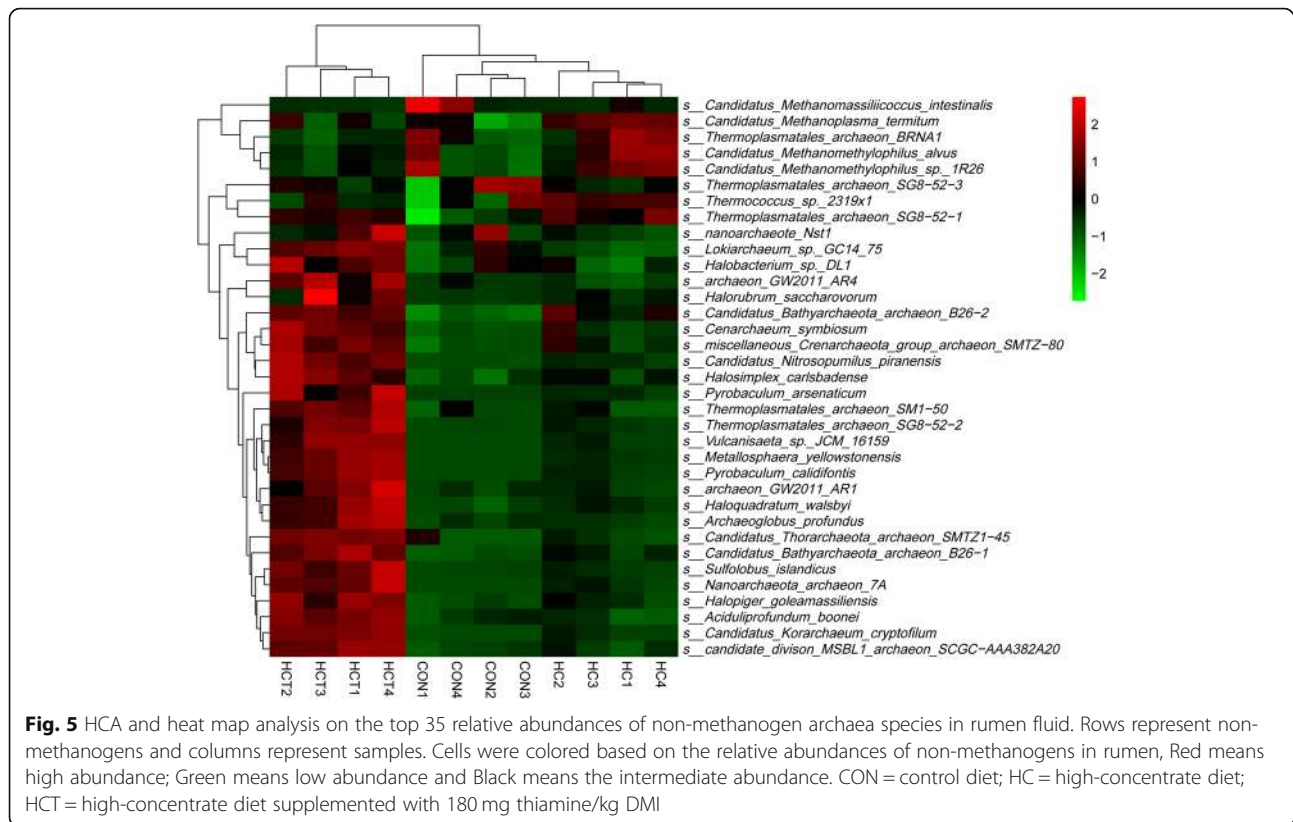 2
1
0
−1
−2
s__Candidatus_Methanomassiliicoccus_intestinalis
s__Candidatus_Methanoplasma_termitum
s__Thermoplasmatales_archaeon_BRNA1
s__Candidatus_Methanomethylophilus_alvus
s__Candidatus_Methanomethylophilus_sp._1R26
s__Thermoplasmatales_archaeon_SG8−52−3
s__Thermococcus_sp._2319x1
s__Thermoplasmatales_archaeon_SG8−52−1
s__nanoarchaeote_Nst1
s__Lokiarchaeum_sp._GC14_75
s__Halobacterium_sp._DL1
s__archaeon_GW2011_AR4
s__Halorubrum_saccharovorum
s__Candidatus_Bathyarchaeota_archaeon_B26−2
s__Cenarchaeum_symbiosum
s__miscellaneous_Crenarchaeota_group_archaeon_SMTZ−80
s__Candidatus_Nitrosopumilus_piranensis
s__Halosimplex_carlsbadense
s__Pyrobaculum_arsenaticum
s__Thermoplasmatales_archaeon_SM1−50
s__Thermoplasmatales_archaeon_SG8−52−2
s__Vulcanisaeta_sp._JCM_16159
s__Metallosphaera_yellowstonensis
s__Pyrobaculum_calidifontis
s__archaeon_GW2011_AR1
s__Haloquadratum_walsbyi
s__Archaeoglobus_profundus
s__Candidatus_Thorarchaeota_archaeon_SMTZ1−45
s__Candidatus_Bathyarchaeota_archaeon_B26−1
s__Sulfolobus_islandicus
s__Nanoarchaeota_archaeon_7A
s__Halopiger_goleamassiliensis
s__Aciduliprofundum_boonei
s__Candidatus_Korarchaeum_cryptofilum
s__candidate_divison_MSBL1_archaeon_SCGC−AAA382A20
HCT2
HCT3
HCT1
HCT4
CON1
CON4
CON2
CON3
HC2
HC3
HC1
HC4
Fig. 5 HCA and heat map analysis on the top 35 relative abundances of non-methanogen archaea species in rumen fluid. Rows represent non-
methanogens and columns represent samples. Cells were colored based on the relative abundances of non-methanogens in rumen, Red means
high abundance; Green means low abundance and Black means the intermediate abundance. CON = control diet; HC = high-concentrate diet;
HCT = high-concentrate diet supplemented with 180 mg thiamine/kg DMI